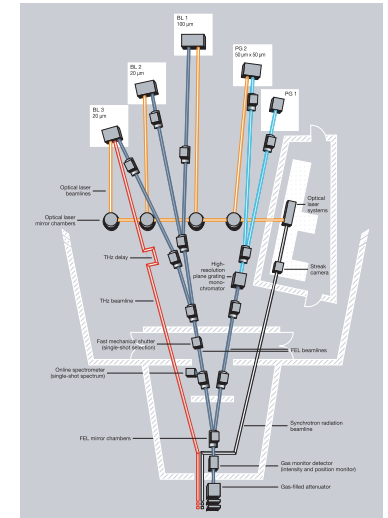 BL 1
100 µm
PG 2
50 µm x 50 µm
BL 2
20 µm
PG 1
BL 3
20 µm
Optical laser
beamlines
Optical
laser
systems
Optical laser
mirror chambers
THz delay
High-
resolution
plane grating
mono-
chromator
Streak
camera
THz beamline
Fast mechanical shutter
(single-shot selection)
FEL beamlines
Online spectrometer
(single-shot spectrum)
Synchrotron radiation
beamline
FEL mirror chambers
Gas monitor detector
(intensity and position monitor)
Gas-filled attenuator